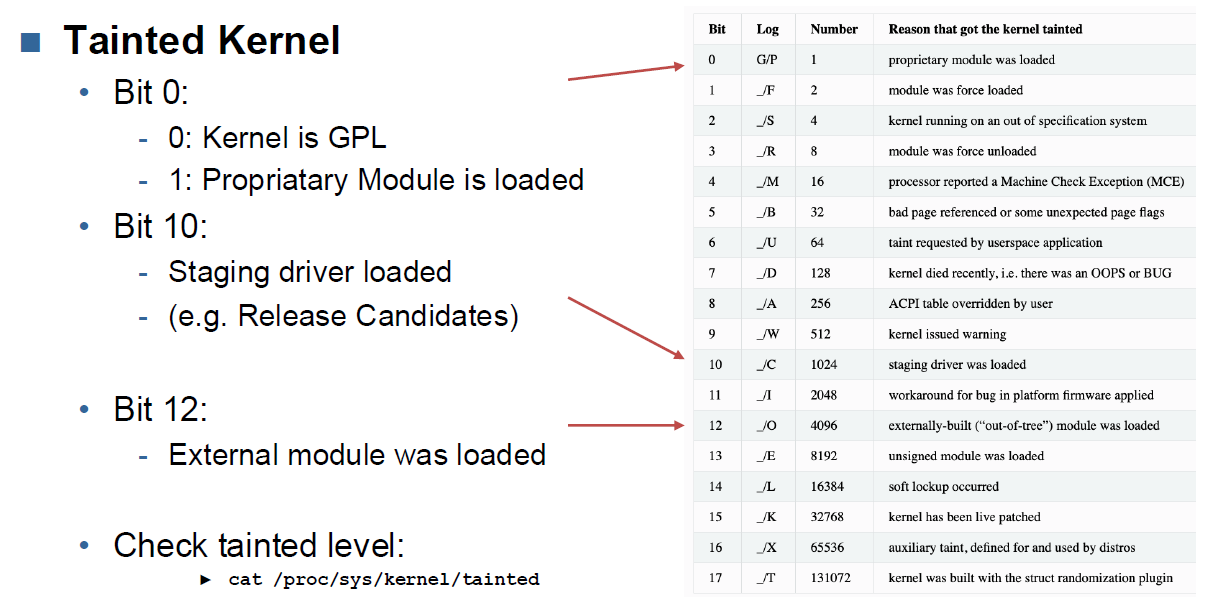 Tainted Kernel
• Bit 0:
- 0: Kernel is GPL
- 1: Propriatary Module is loaded
• Bit 10:
- Staging driver loaded
- (e.g. Release Candidates)
• Bit 12:
- External module was loaded
• Check tainted level:
► cat /proc/sys/kernel/tainted
Bit Log Number Reason that got the kernel tainted
0 G/P 1 proprietary module was loaded
1 _/F 2 module was force loaded
2 _/S 4 kernel running on an out of specification system
3 _/R 8 module was force unloaded
4 _/M 16 processor reported a Machine Check Exception (MCE)
5 _/B 32 bad page referenced or some unexpected page flags
6 _/U 64 taint requested by userspace application
7 _/D 128 kernel died recently, i.e. there was an OOPS or BUG
8 _/A 256 ACPI table overridden by user
9 _/W 512 kernel issued warning
10 _/C 1024 staging driver was loaded
11 _/I 2048 workaround for bug in platform firmware applied
12 _/O 4096 externally-built (“out-of-tree”) module was loaded
13 _/E 8192 unsigned module was loaded
14 _/L 16384 soft lockup occurred
15 _/K 32768 kernel has been live patched
16 _/X 65536 auxiliary taint, defined for and used by distros
17 _/T 131072 kernel was built with the struct randomization plugin